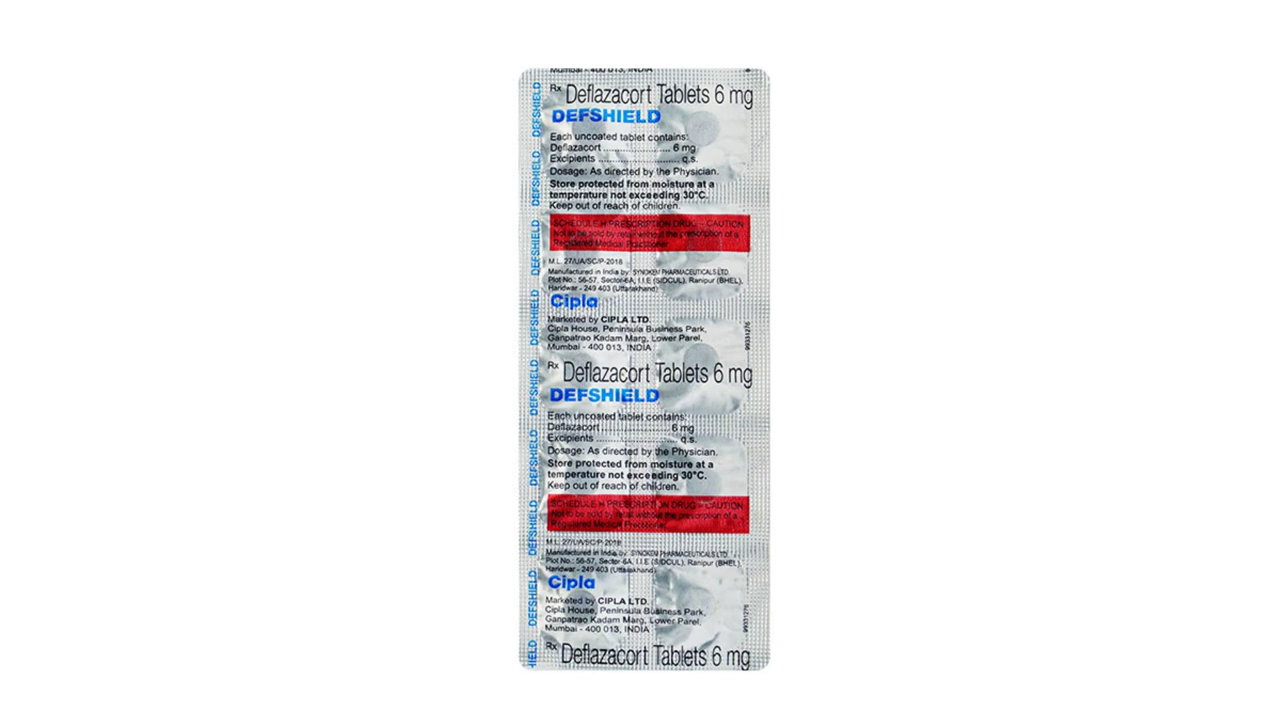 Mumbai - 400 013, INDIA
Rx Deflazacort Tablets 6 mg
DEFSHIELD
Each uncoated tablet contains:
Deflazacort ........................ 6 mg
Excipients ............................ q.s.
Dosage: As directed by the Physician.
Store protected from moisture at a
temperature not exceeding 30°C.
Keep out of reach of children.
SCHEDULE H PRESCRIPTION DRUG – CAUTION
Not to be sold by retail without the prescription of a
Registered Medical Practitioner
M.L. 27/UA/SC/P-2018
Manufactured in India by: SYNOKEM PHARMACEUTICALS LTD.
Plot No.: 56-57, Sector-6A, I.I.E (SIDCUL), Ranipur (BHEL),
Haridwar - 249 403 (Uttarakhand)
Cipla
Marketed by CIPLA LTD.
Cipla House, Peninsula Business Park,
Ganpatrao Kadam Marg, Lower Parel,
Mumbai - 400 013, INDIA
99331276
Rx Deflazacort Tablets 6 mg
DEFSHIELD
Each uncoated tablet contains:
Deflazacort ........................ 6 mg
Excipients ............................ q.s.
Dosage: As directed by the Physician.
Store protected from moisture at a
temperature not exceeding 30°C.
Keep out of reach of children.
SCHEDULE H PRESCRIPTION DRUG – CAUTION
Not to be sold by retail without the prescription of a
Registered Medical Practitioner
M.L. 27/UA/SC/P-2018
Manufactured in India by: SYNOKEM PHARMACEUTICALS LTD.
Plot No.: 56-57, Sector-6A, I.I.E (SIDCUL), Ranipur (BHEL),
Haridwar - 249 403 (Uttarakhand)
Cipla
Marketed by CIPLA LTD.
Cipla House, Peninsula Business Park,
Ganpatrao Kadam Marg, Lower Parel,
Mumbai - 400 013, INDIA
99331276
Rx Deflazacort Tablets 6 mg
DEFSHIELD DEFSHIELD DEFSHIELD DEFSHIELD DEFSHIELD DEFSHIELD DEFSHIELD DEFSHIELD IELD